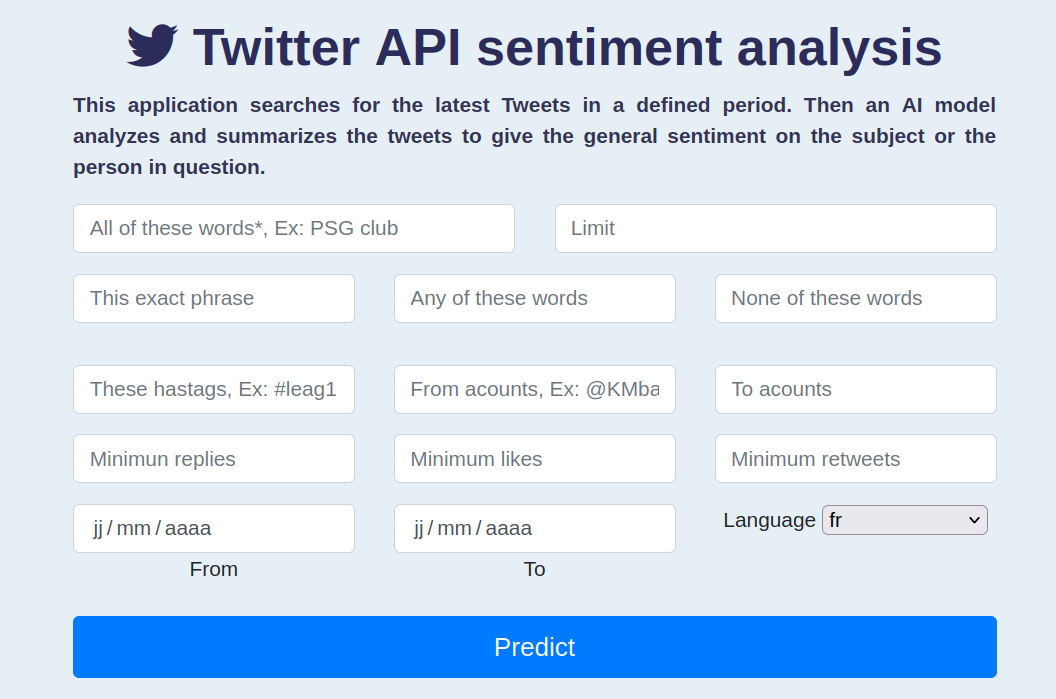 Twitter API sentiment analysis
This application searches for the latest Tweets in a defined period. Then an AI model
analyzes and summarizes the tweets to give the general sentiment on the subject or the
person in question.
All of these words*, Ex: PSG club
Limit
This exact phrase
Any of these words
None of these words
These hastags, Ex: #leag1
From acounts, Ex: @KMba
To acounts
Minimun replies
Minimum likes
Minimum retweets
jj/mm/aaaa
jj/mm/aaaa
Language fr
From
To
Predict